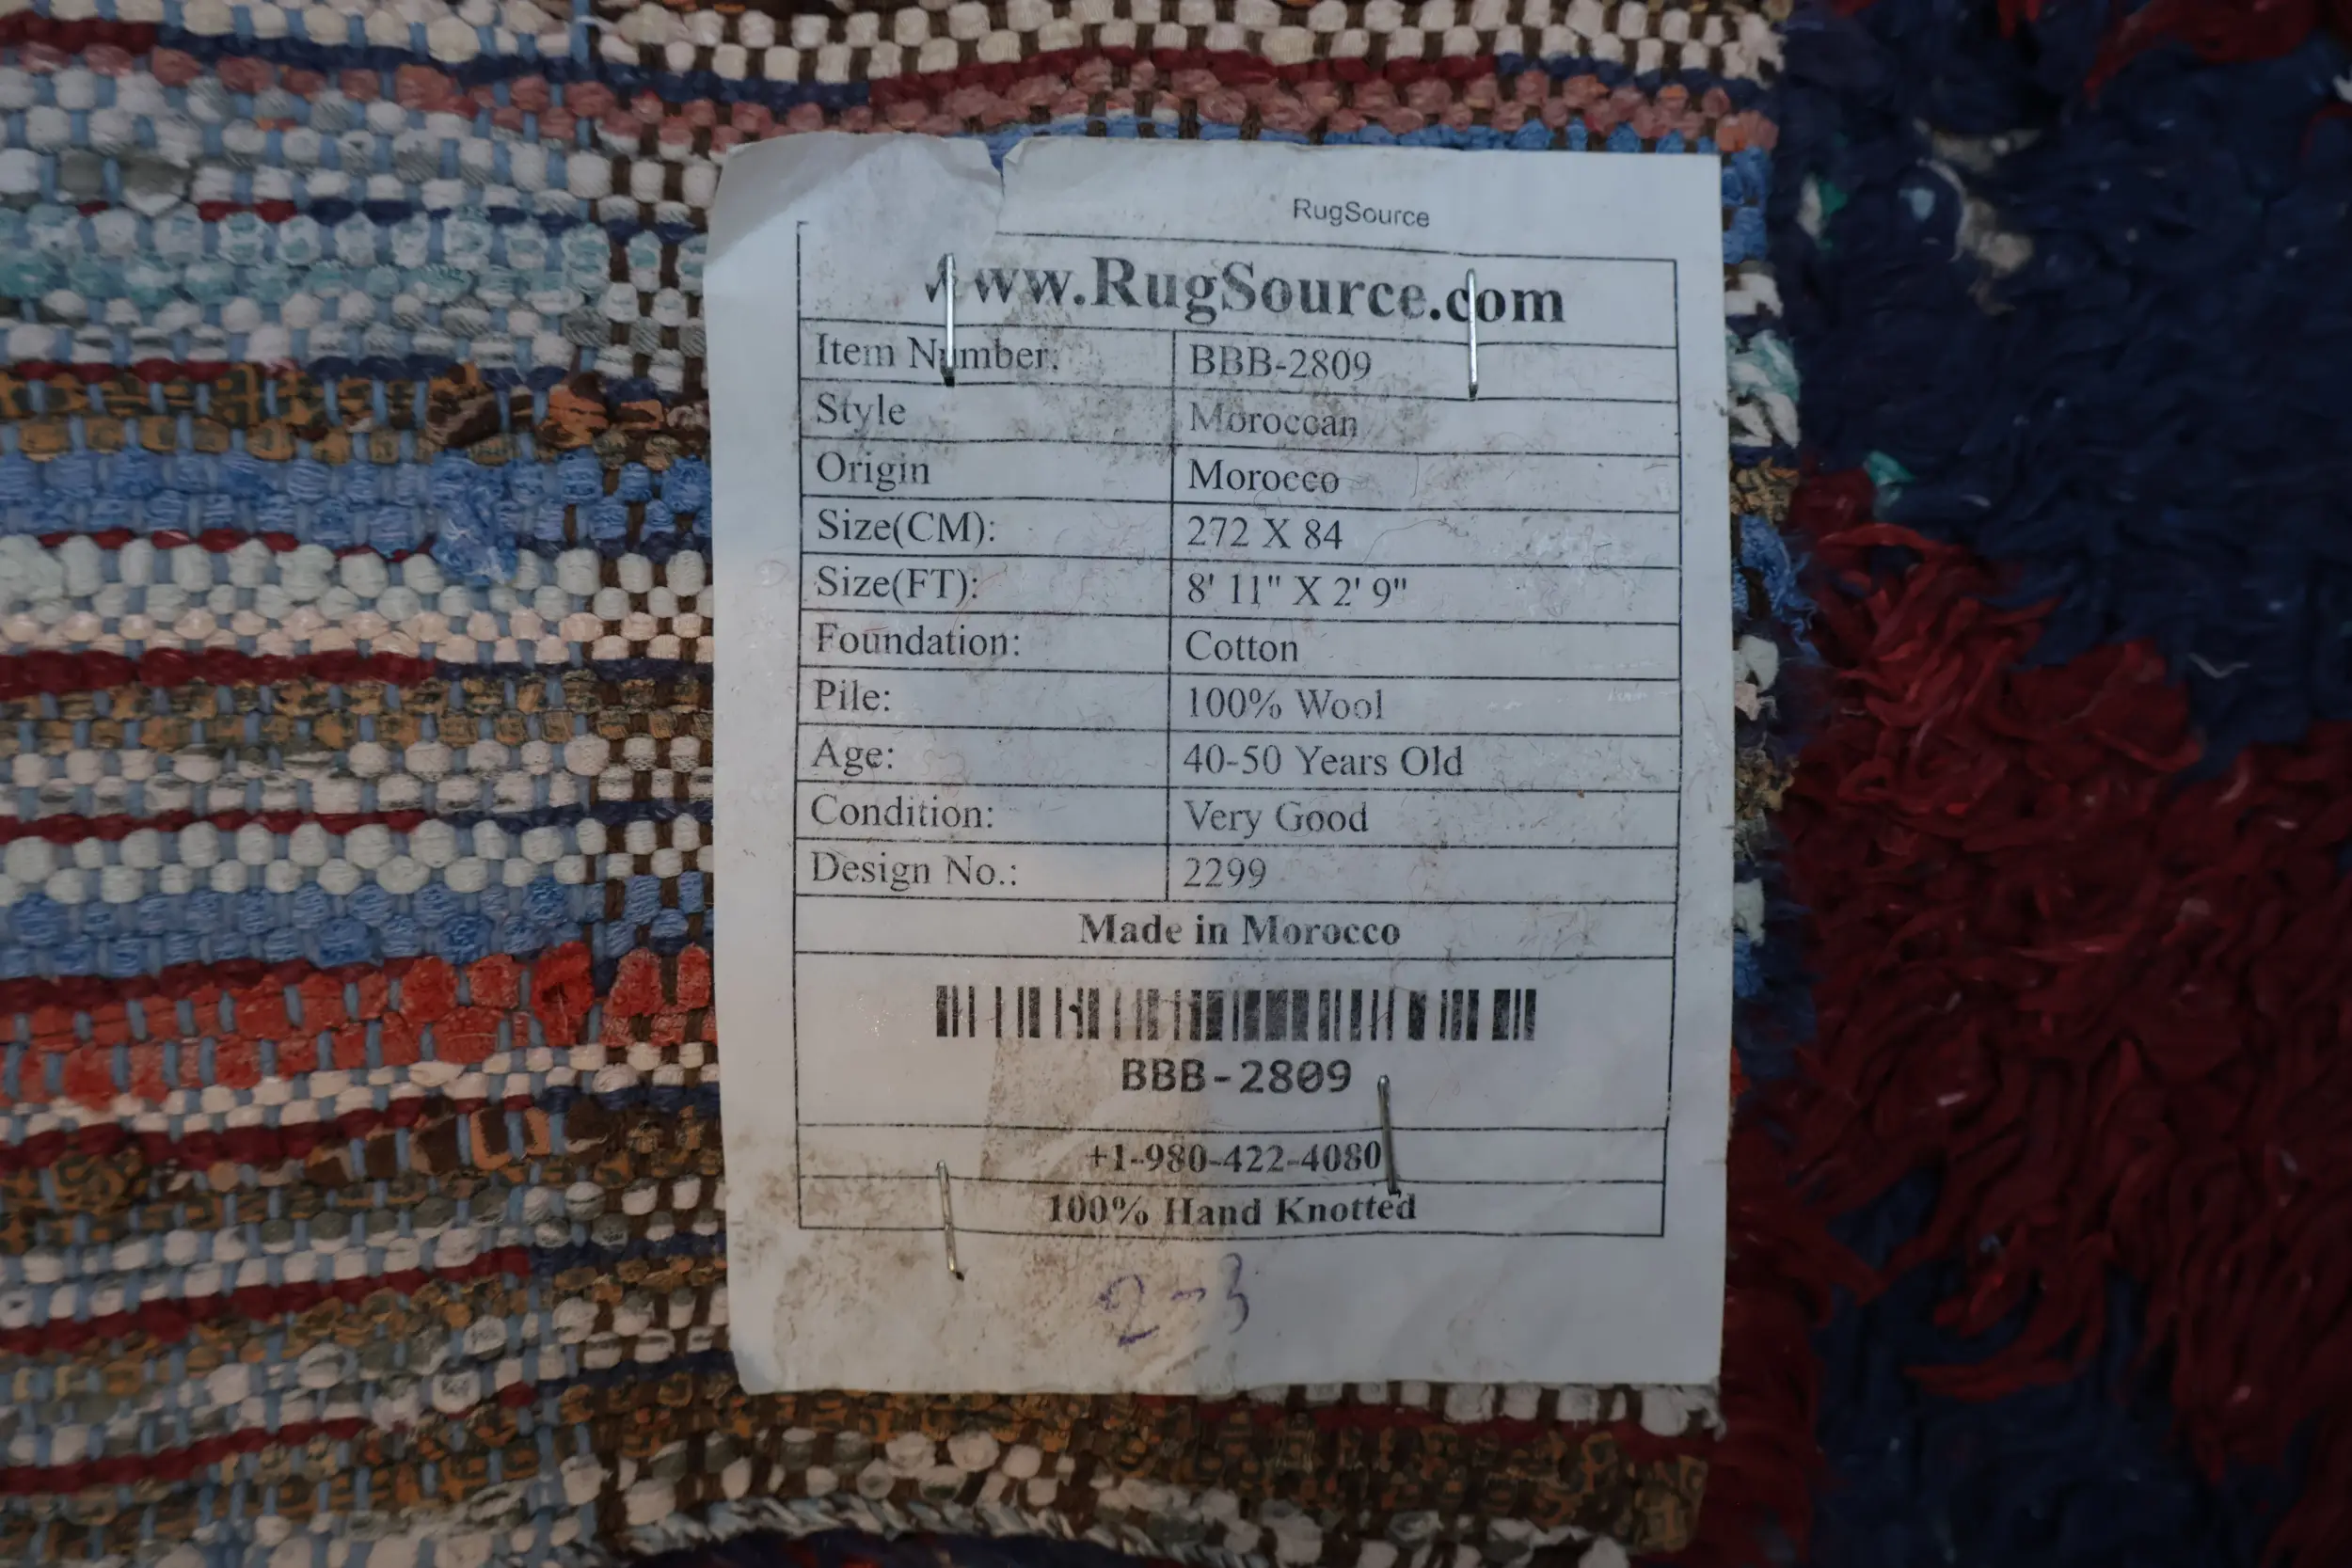 RugSource
www.RugSource.com
Item Number: BBB-2809
Style Moroccan
Origin Morocco
Size(CM): 272 X 84
Size(FT): 8' 11" X 2' 9"
Foundation: Cotton
Pile: 100% Wool
Age: 40-50 Years Old
Condition: Very Good
Design No.: 2299
Made in Morocco
BBB-2809
+1-980-422-4080
100% Hand Knotted
2-3